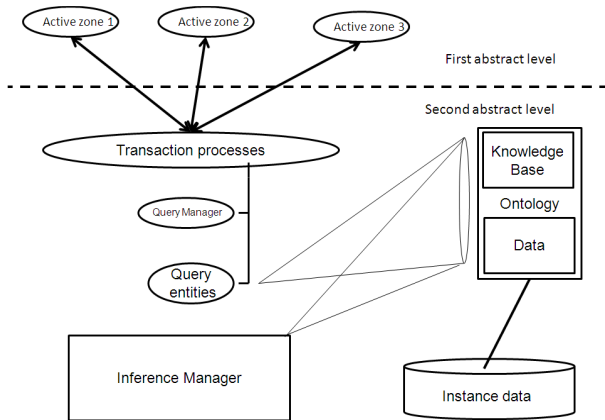 Active zone 1
Active zone 2
Active zone 3
First abstract level
Second abstract level
Transaction processes
Knowledge
Base
Ontology
Data
Query Manager
Query
entities
Inference Manager
Instance data